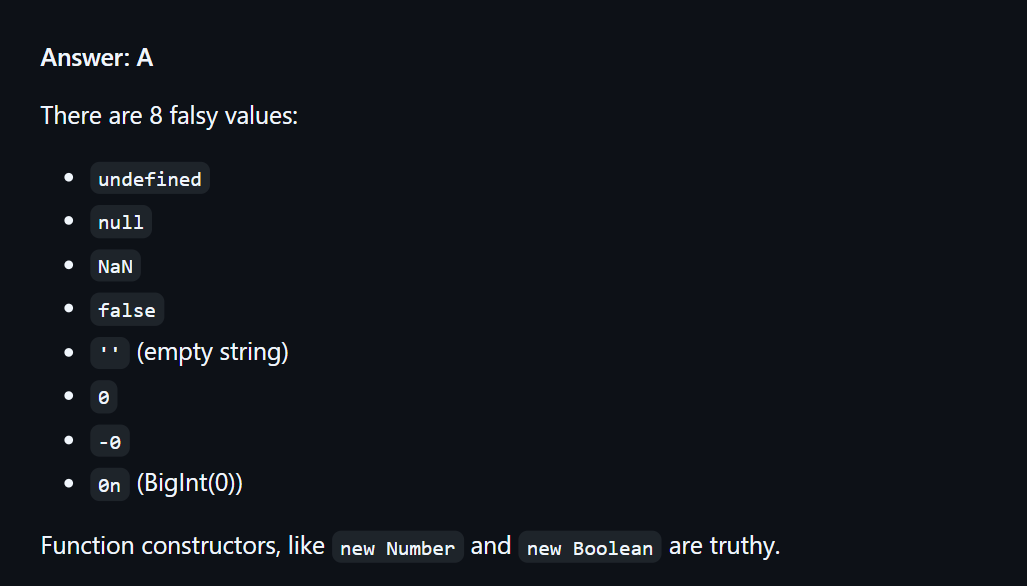 Answer: A
There are 8 falsy values:
• undefined
• null
• NaN
• false
• '' (empty string)
• 0
• -0
• 0n (BigInt(0))
Function constructors, like new Number and new Boolean are truthy.